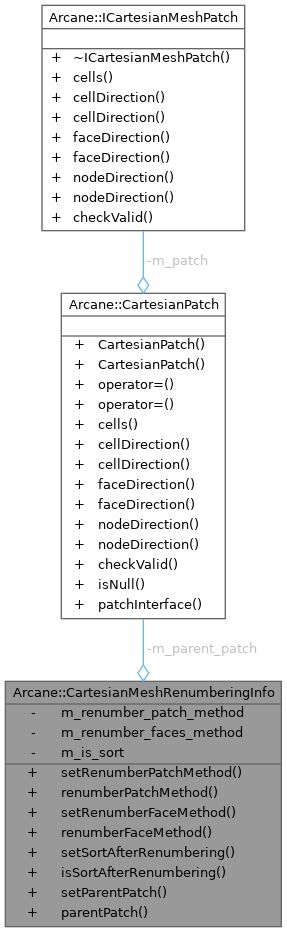 Arcane::ICartesianMeshPatch
+ ~ICartesianMeshPatch()
+ cells()
+ cellDirection()
+ cellDirection()
+ faceDirection()
+ faceDirection()
+ nodeDirection()
+ nodeDirection()
+ checkValid()
-m_patch
Arcane::CartesianPatch
+ CartesianPatch()
+ CartesianPatch()
+ operator=()
+ operator=()
+ cells()
+ cellDirection()
+ cellDirection()
+ faceDirection()
+ faceDirection()
+ nodeDirection()
+ nodeDirection()
+ checkValid()
+ isNull()
+ patchInterface()
-m_parent_patch
Arcane::CartesianMeshRenumberingInfo
- m_renumber_patch_method
- m_renumber_faces_method
- m_is_sort
+ setRenumberPatchMethod()
+ renumberPatchMethod()
+ setRenumberFaceMethod()
+ renumberFaceMethod()
+ setSortAfterRenumbering()
+ isSortAfterRenumbering()
+ setParentPatch()
+ parentPatch()